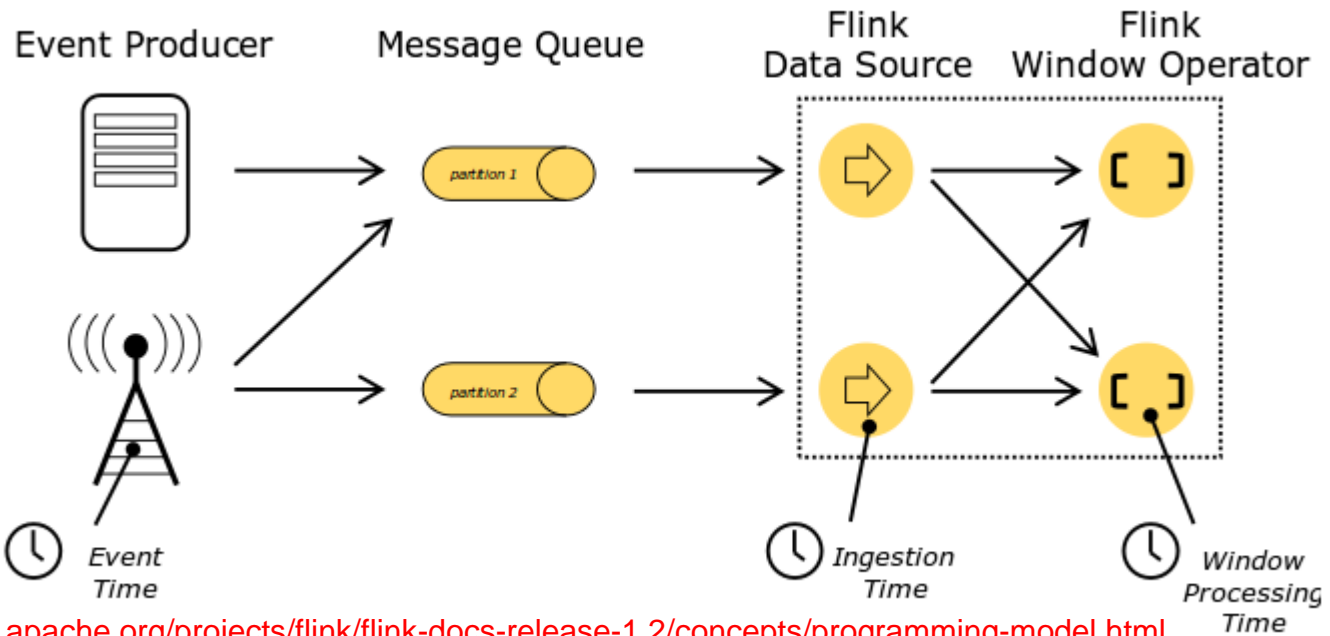 Event Producer
Message Queue
Flink
Data Source
Flink
Window Operator
partition 1
partition 2
Event
Time
Ingestion
Time
Window
Processing
Time
apache.org/projects/flink/flink-docs-release-1.2/concepts/programming-model.html